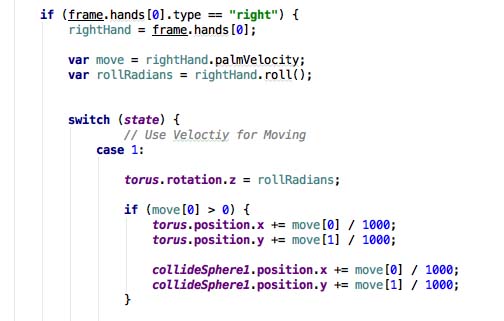 if (frame.hands[0].type == "right") {
rightHand = frame.hands[0];
var move = rightHand.palmVelocity;
var rollRadians = rightHand.roll();
switch (state) {
// Use Veloctiy for Moving
case 1:
torus.rotation.z = rollRadians;
if (move[0] > 0) {
torus.position.x += move[0] / 1000;
torus.position.y += move[1] / 1000;
collideSphere1.position.x += move[0] / 1000;
collideSphere1.position.y += move[1] / 1000;
}